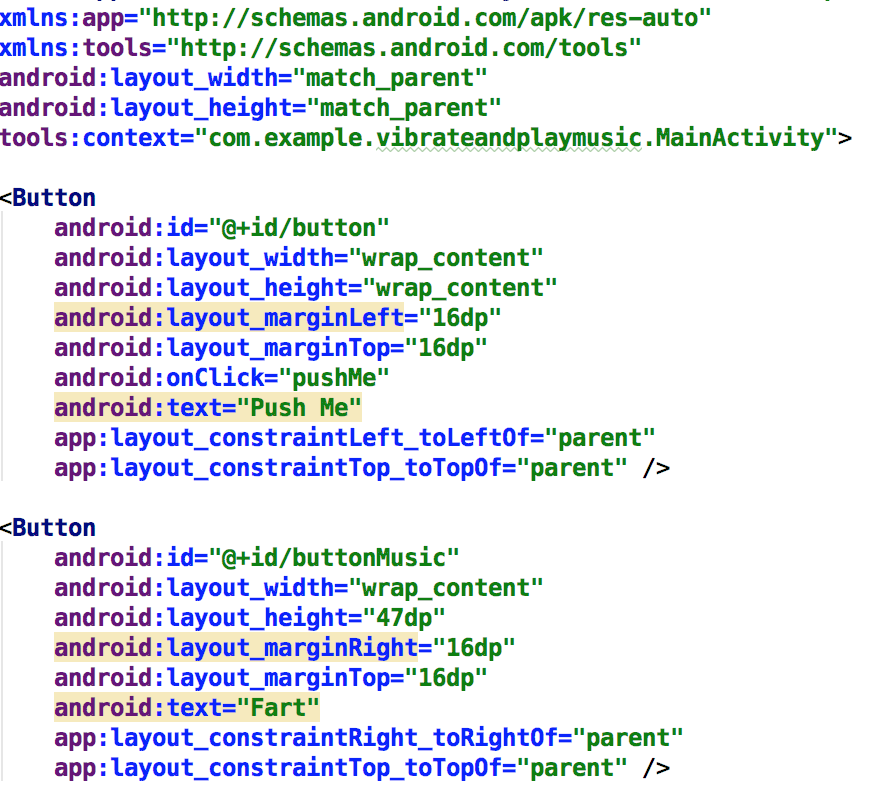 xmlns:app="http://schemas.android.com/apk/res-auto"
xmlns:tools="http://schemas.android.com/tools"
android:layout_width="match_parent"
android:layout_height="match_parent"
tools:context="com.example.vibrateandplaymusic.MainActivity">
<Button
android:id="@+id/button"
android:layout_width="wrap_content"
android:layout_height="wrap_content"
android:layout_marginLeft="16dp"
android:layout_marginTop="16dp"
android:onClick="pushMe"
android:text="Push Me"
app:layout_constraintLeft_toLeftOf="parent"
app:layout_constraintTop_toTopOf="parent" />
<Button
android:id="@+id/buttonMusic"
android:layout_width="wrap_content"
android:layout_height="47dp"
android:layout_marginRight="16dp"
android:layout_marginTop="16dp"
android:text="Fart"
app:layout_constraintRight_toRightOf="parent"
app:layout_constraintTop_toTopOf="parent" />